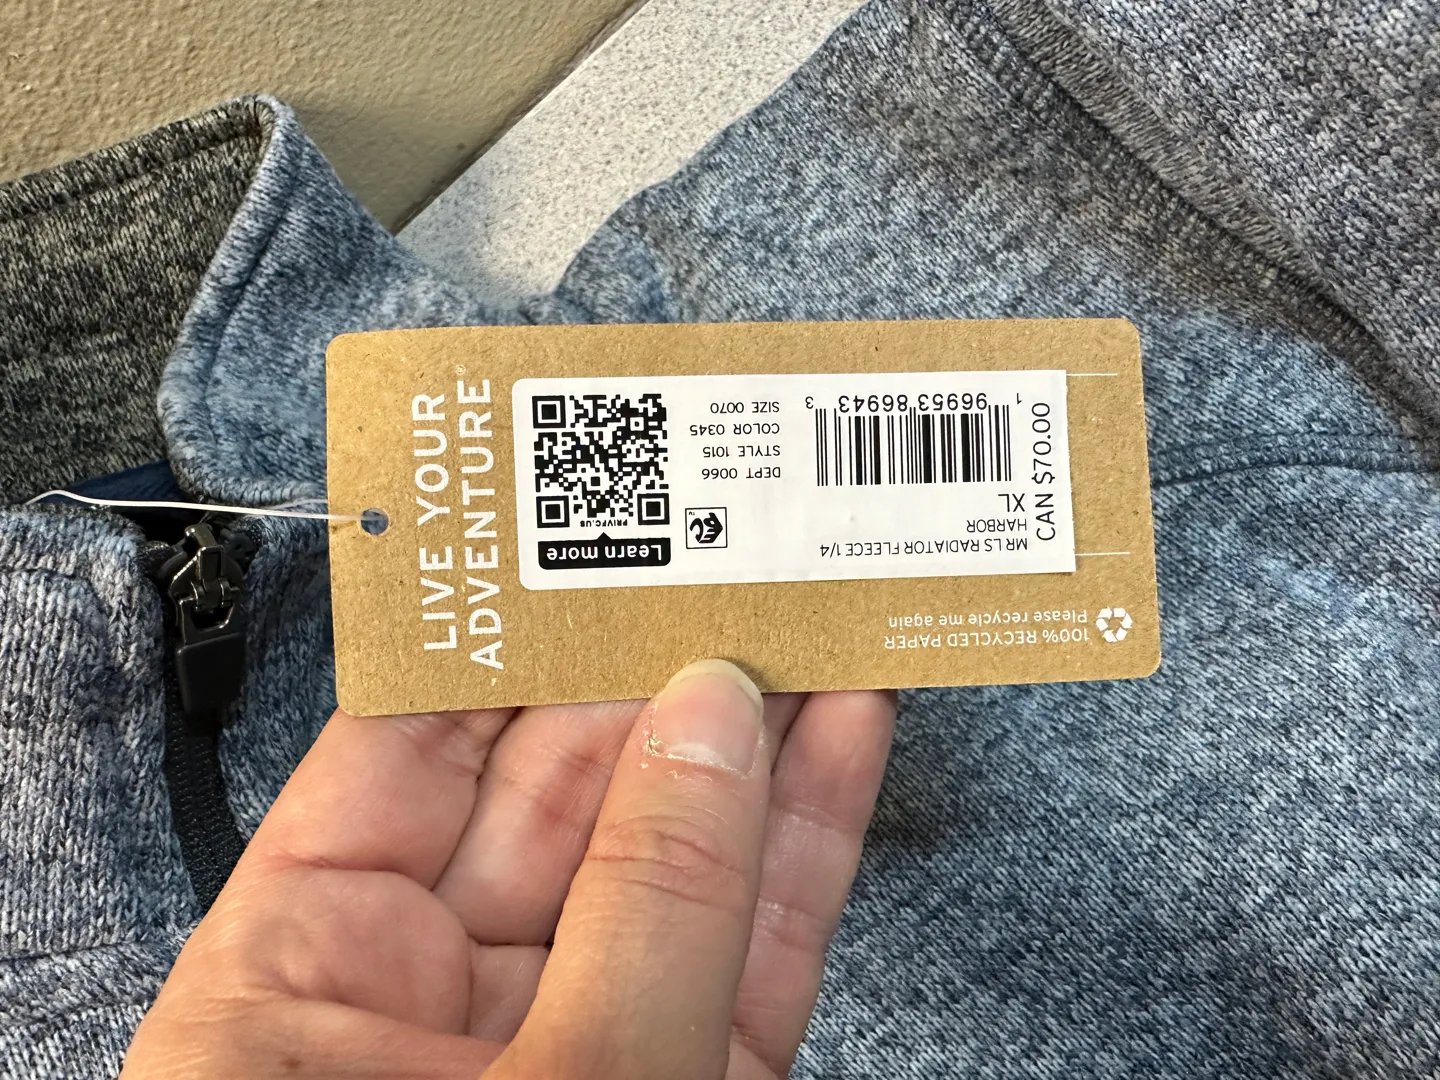 LIVE YOUR
ADVENTURE®
Learn more
PRIVFC.US
DEPT 0066
STYLE 1015
COLOR 0345
SIZE 0070
MR LS RADIATOR FLEECE 1/4
HARBOR
XL
1 96953 86943 3
CAN $70.00
100% RECYCLED PAPER
Please recycle me again